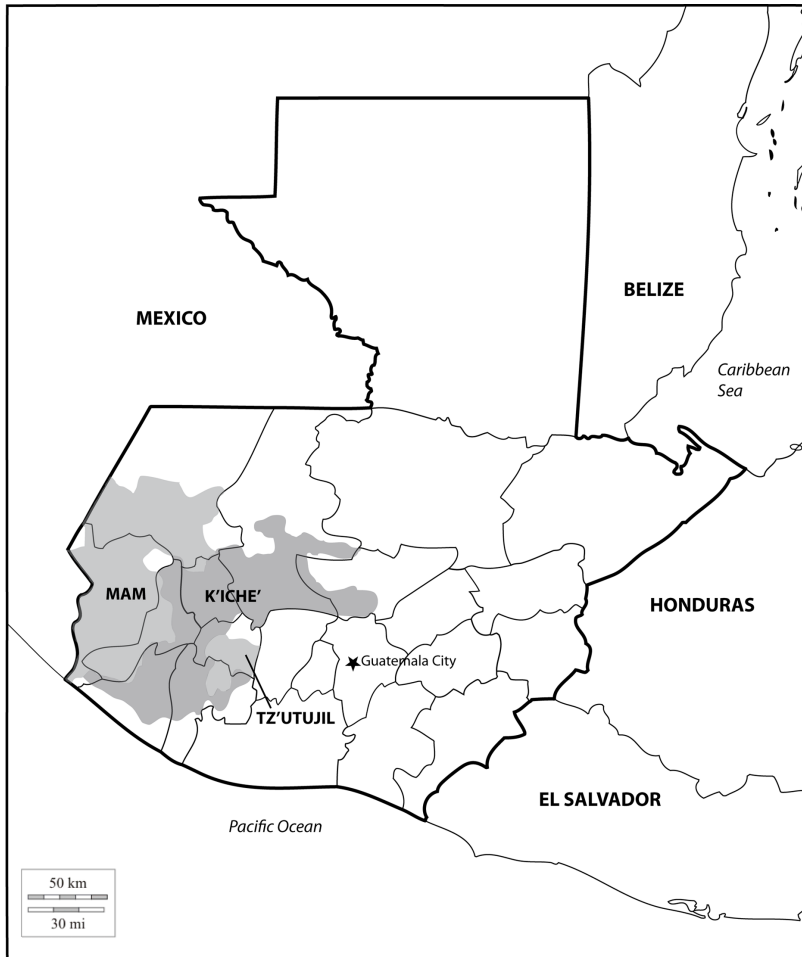 BELIZE
MEXICO
Caribbean
Sea
MAM
K'ICHE'
HONDURAS
Guatemala City
TZ'UTUJIL
EL SALVADOR
Pacific Ocean
50 km
30 mi